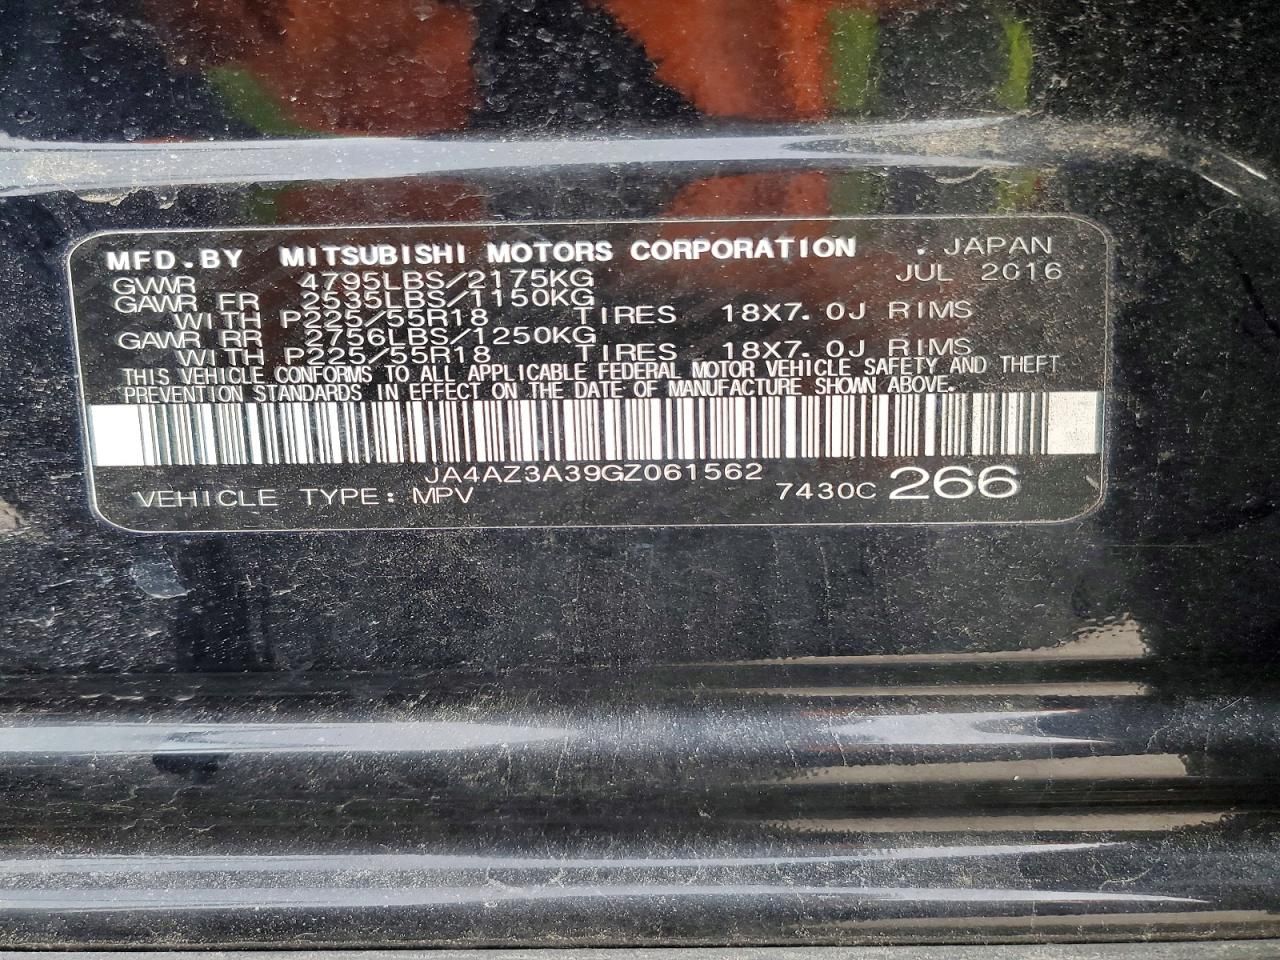 MFD.BY MITSUBISHI MOTORS CORPORATION . JAPAN
GVWR 4795LBS/2175KG JUL 2016
GAWR FR 2535LBS/1150KG
WITH P225/55R18 TIRES 18X7.0J RIMS
GAWR RR 2756LBS/1250KG
WITH P225/55R18 TIRES 18X7.0J RIMS
THIS VEHICLE CONFORMS TO ALL APPLICABLE FEDERAL MOTOR VEHICLE SAFETY AND THEFT
PREVENTION STANDARDS IN EFFECT ON THE DATE OF MANUFACTURE SHOWN ABOVE.
JA4AZ3A39GZ061562
VEHICLE TYPE: MPV 7430C 266